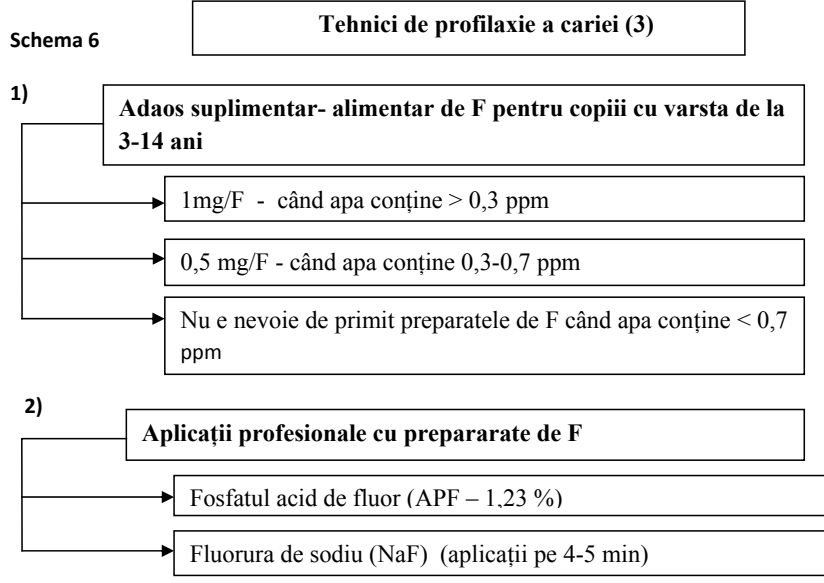 Schema 6
Tehnici de profilaxie a cariei (3)
1)
Adaos suplimentar- alimentar de F pentru copiii cu varsta de la
3-14 ani
1mg/F - când apa conține > 0,3 ppm
0,5 mg/F - când apa conține 0,3-0,7 ppm
Nu e nevoie de primit preparatele de F când apa conține < 0,7
ppm
2)
Aplicații profesionale cu prepararate de F
Fosfatul acid de fluor (APF – 1,23 %)
Fluorura de sodiu (NaF) (aplicații pe 4-5 min)